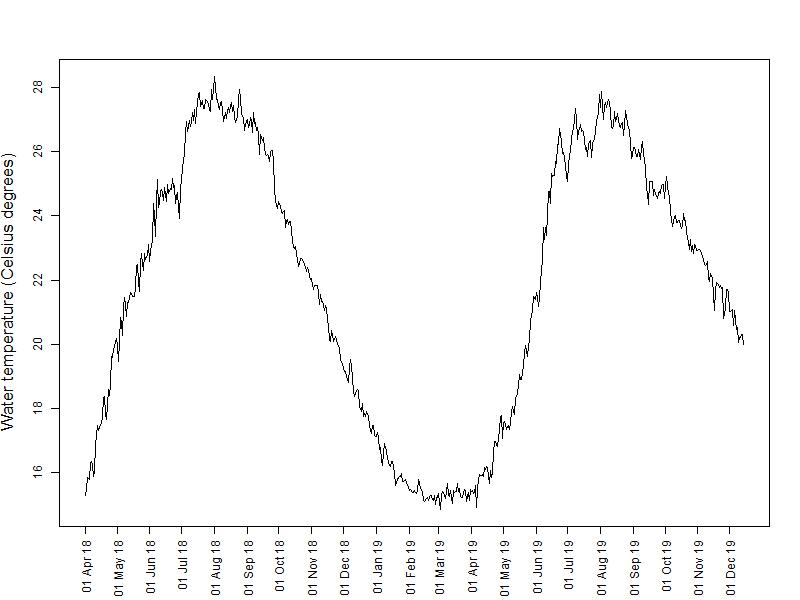 Water temperature (Celsius degrees)
28
26
24
22
20
18
16
01 Apr 18
01 May 18
01 Jun 18
01 Jul 18
01 Aug 18
01 Sep 18
01 Oct 18
01 Nov 18
01 Dec 18
01 Jan 19
01 Feb 19
01 Mar 19
01 Apr 19
01 May 19
01 Jun 19
01 Jul 19
01 Aug 19
01 Sep 19
01 Oct 19
01 Nov 19
01 Dec 19